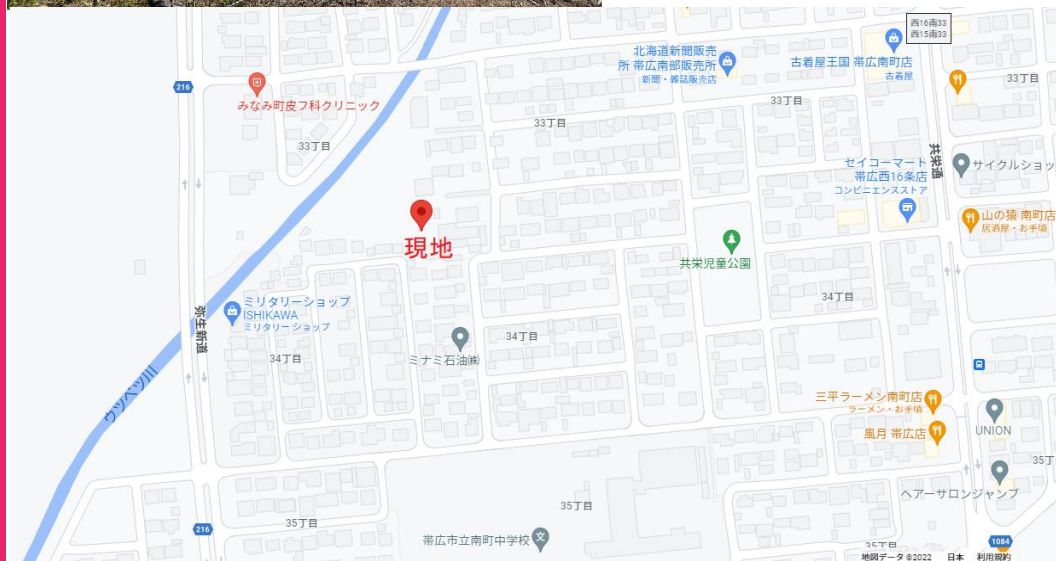 西16南33
西15南33
北海道新聞販売
所 帯広南部販売所
新聞・雑誌販売店
古着屋王国 帯広南町店
古着屋
216
みなみ町皮フ科クリニック
33丁目
33丁目
33丁目
33丁目
共栄通
セイコーマート
帯広西16条店
コンビニエンスストア
サイクルショッ
山の猿 南町店
居酒屋・お手頃
現地
共栄児童公園
34丁目
ミリタリーショップ
ISHIKAWA
ミリタリー ショップ
弥生新道
34丁目
ミナミ石油㈱
34丁目
ウツベツ川
三平ラーメン南町店
ラーメン・お手頃
風月 帯広店
UNION
35丁
ヘアーサロンジャンプ
35丁目
35丁目
216
帯広市立南町中学校
文
35丁目
1084
地図データ ©2022 日本 利用規約